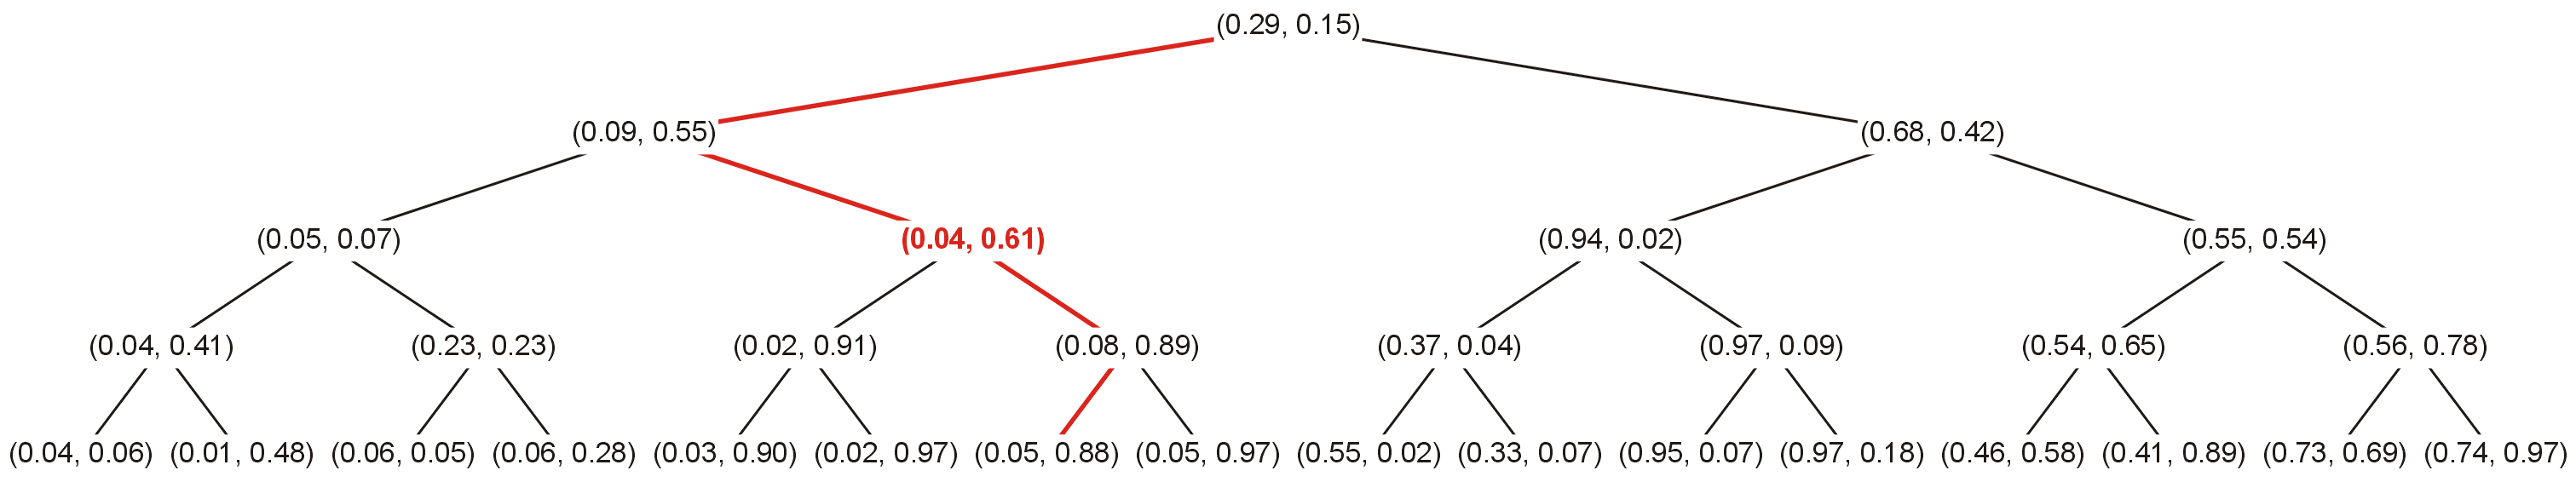 (0.29, 0.15)
(0.09, 0.55) (0.68, 0.42)
(0.05, 0.07) (0.04, 0.61) (0.94, 0.02) (0.55, 0.54)
(0.04, 0.41) (0.23, 0.23) (0.02, 0.91) (0.08, 0.89) (0.37, 0.04) (0.97, 0.09) (0.54, 0.65) (0.56, 0.78)
(0.04, 0.06) (0.01, 0.48) (0.06, 0.05) (0.06, 0.28) (0.03, 0.90) (0.02, 0.97) (0.05, 0.88) (0.05, 0.97) (0.55, 0.02) (0.33, 0.07) (0.95, 0.07) (0.97, 0.18) (0.46, 0.58) (0.41, 0.89) (0.73, 0.69) (0.74, 0.97)